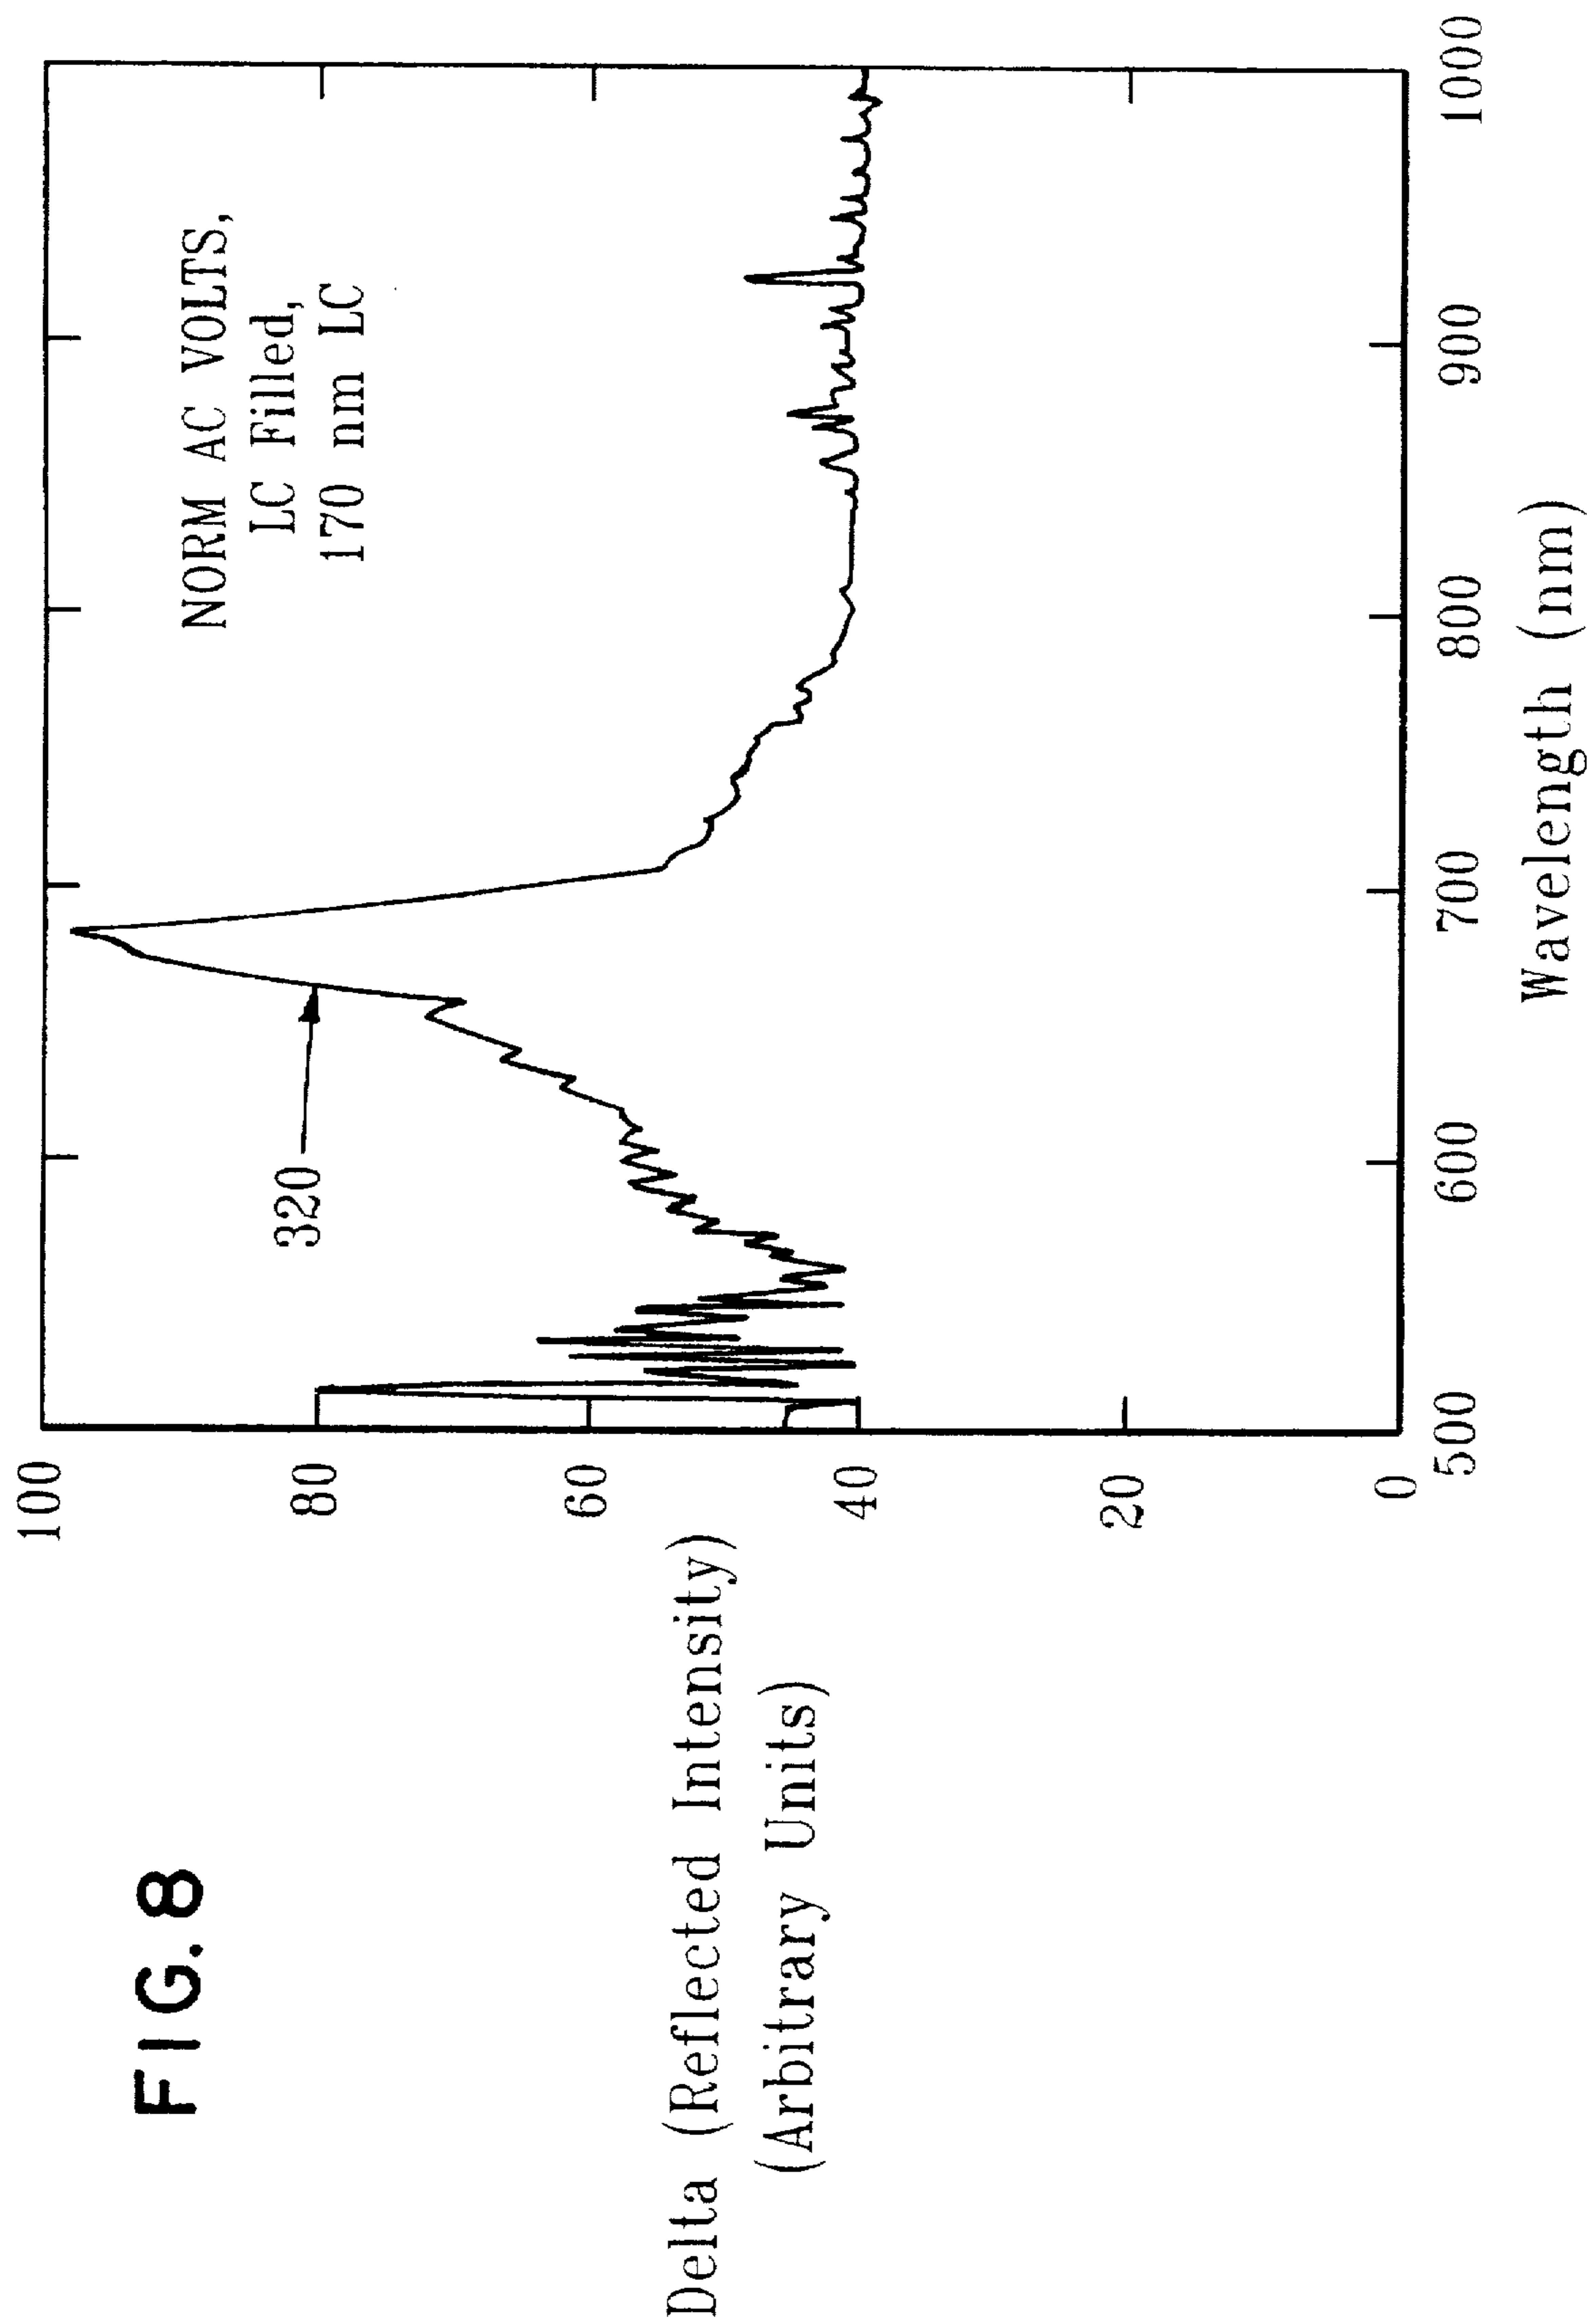 FIG. 8
Delta (Reflected Intensity)
(Arbitrary Units)
100
80
60
40
20
0
NORM AC VOLTS,
LC Filled,
170 nm LC
320
500
600
700
800
900
1000
Wavelength (nm)